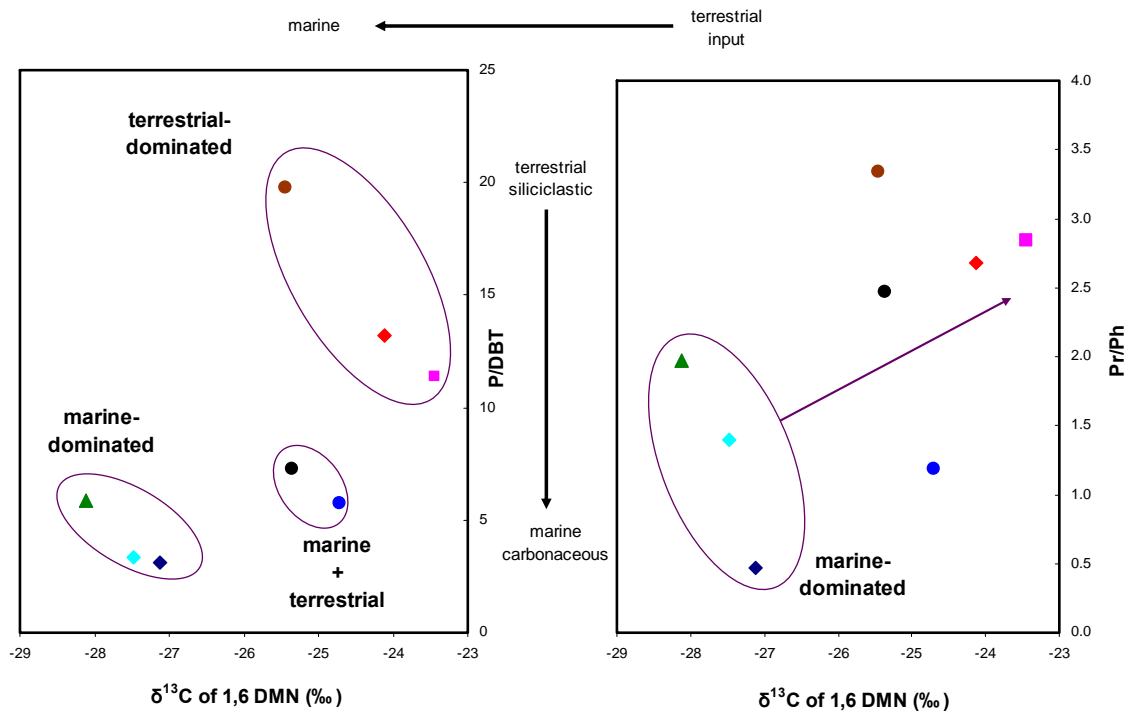 marine
terrestrial
input
25
20
15
10
5
0
P/DBT
terrestrial-
dominated
marine-
dominated
marine
+
terrestrial
-29
-28
-27
-26
-25
-24
-23
δ¹³C of 1,6 DMN (‰)
terrestrial
siliciclastic
marine
carbonaceous
4.0
3.5
3.0
2.5
2.0
1.5
1.0
0.5
0.0
Pr/Ph
marine-
dominated
-29
-28
-27
-26
-25
-24
-23
δ¹³C of 1,6 DMN (‰)